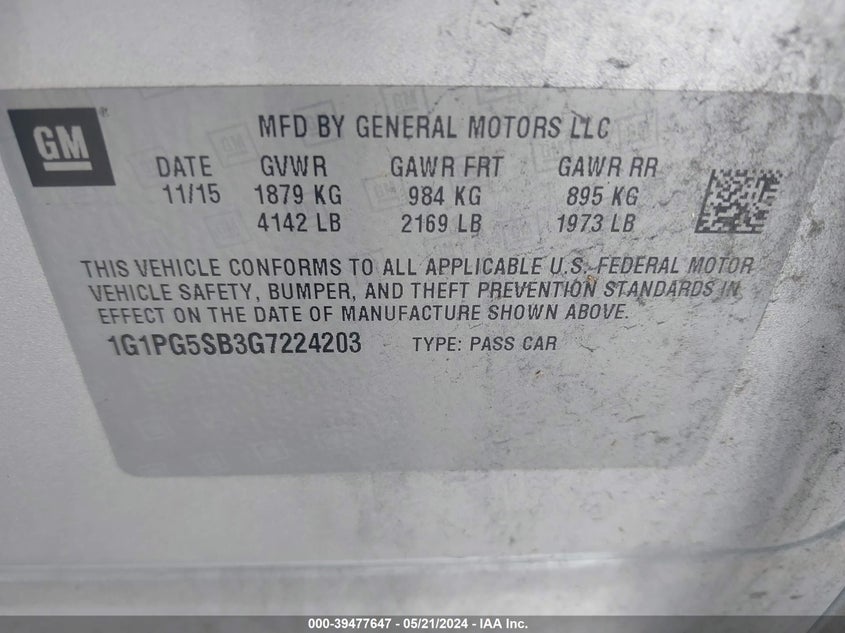 GM
MFD BY GENERAL MOTORS LLC
DATE GVWR GAWR FRT GAWR RR
11/15 1879 KG 984 KG 895 KG
4142 LB 2169 LB 1973 LB
THIS VEHICLE CONFORMS TO ALL APPLICABLE U.S. FEDERAL MOTOR
VEHICLE SAFETY, BUMPER, AND THEFT PREVENTION STANDARDS IN
EFFECT ON THE DATE OF MANUFACTURE SHOWN ABOVE.
1G1PG5SB3G7224203 TYPE: PASS CAR
000-39477647 - 05/21/2024 - IAA Inc.